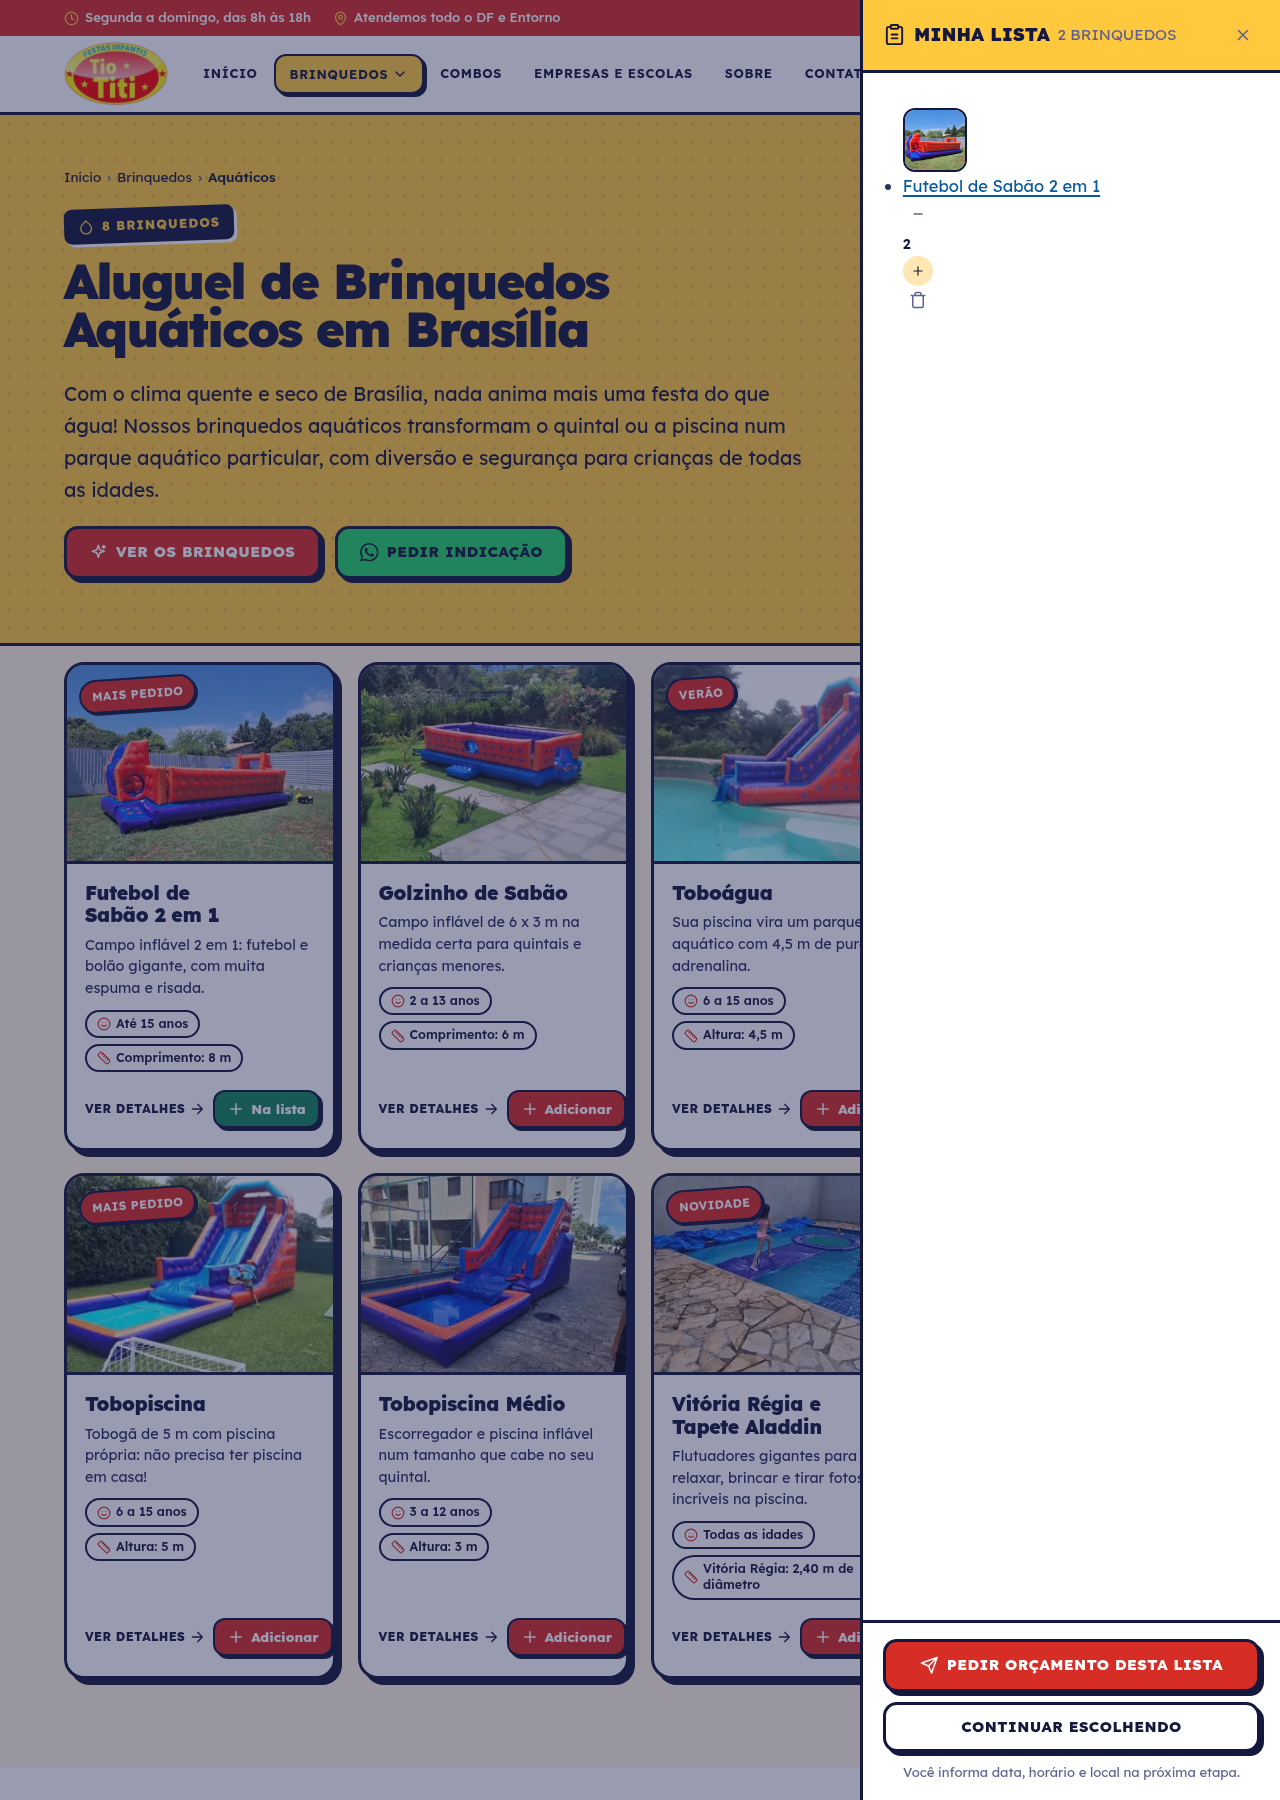 Segunda a domingo, das 8h às 18h
Atendemos todo o DF e Entorno
FESTAS INFANTIS
Tio
Titi
INÍCIO
BRINQUEDOS
COMBOS
EMPRESAS E ESCOLAS
SOBRE
CONTAT
Início › Brinquedos › Aquáticos
8 BRINQUEDOS
Aluguel de Brinquedos
Aquáticos em Brasília
Com o clima quente e seco de Brasília, nada anima mais uma festa do que
água! Nossos brinquedos aquáticos transformam o quintal ou a piscina num
parque aquático particular, com diversão e segurança para crianças de todas
as idades.
VER OS BRINQUEDOS
PEDIR INDICAÇÃO
MAIS PEDIDO
Futebol de
Sabão 2 em 1
Campo inflável 2 em 1: futebol e
bolão gigante, com muita
espuma e risada.
Até 15 anos
Comprimento: 8 m
VER DETALHES
Na lista
Golzinho de Sabão
Campo inflável de 6 x 3 m na
medida certa para quintais e
crianças menores.
2 a 13 anos
Comprimento: 6 m
VER DETALHES
Adicionar
VERÃO
Toboágua
Sua piscina vira um parque
aquático com 4,5 m de pur
adrenalina.
6 a 15 anos
Altura: 4,5 m
VER DETALHES
Adi
MAIS PEDIDO
Tobopiscina
Tobogã de 5 m com piscina
própria: não precisa ter piscina
em casa!
6 a 15 anos
Altura: 5 m
VER DETALHES
Adicionar
Tobopiscina Médio
Escorregador e piscina inflável
num tamanho que cabe no seu
quintal.
3 a 12 anos
Altura: 3 m
VER DETALHES
Adicionar
NOVIDADE
Vitória Régia e
Tapete Aladdin
Flutuadores gigantes para
relaxar, brincar e tirar fotos
incríveis na piscina.
Todas as idades
Vitória Régia: 2,40 m de
diâmetro
VER DETALHES
Adi
MINHA LISTA 2 BRINQUEDOS
Futebol de Sabão 2 em 1
2
PEDIR ORÇAMENTO DESTA LISTA
CONTINUAR ESCOLHENDO
Você informa data, horário e local na próxima etapa.